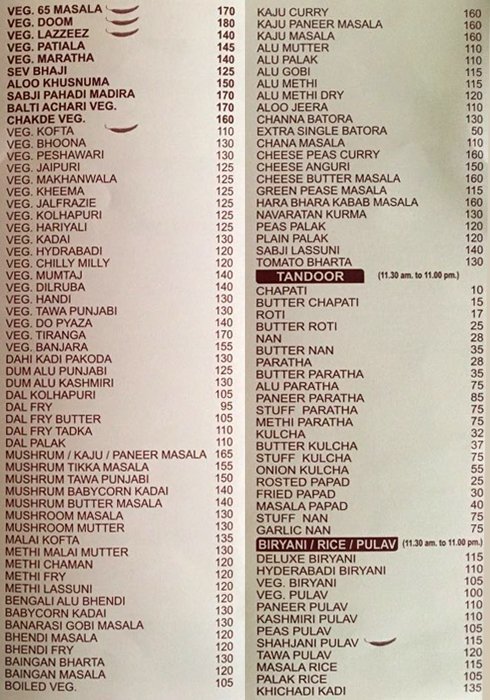 VEG. 65 MASALA 170
VEG. DOOM 180
VEG. LAZZEEZ 140
VEG. PATIALA 145
VEG. MARATHA 140
SEV BHAJI 125
ALOO KHUSNUMA 150
SABJI PAHADI MADIRA 170
BALTI ACHARI VEG. 170
CHAKDE VEG. 160
VEG. KOFTA 110
VEG. BHOONA 130
VEG. PESHAWARI 130
VEG. JAIPURI 125
VEG. MAKHANWALA 125
VEG. KHEEMA 125
VEG. JALFRAZIE 125
VEG. KOLHAPURI 125
VEG. HARIYALI 125
VEG. KADAI 130
VEG. HYDRABADI 120
VEG. CHILLY MILLY 120
VEG. MUMTAJ 140
VEG. DILRUBA 140
VEG. HANDI 130
VEG. TAWA PUNJABI 130
VEG. DO PYAZA 140
VEG. TIRANGA 170
VEG. BANJARA 155
DAHI KADI PAKODA 130
DUM ALU PUNJABI 125
DUM ALU KASHMIRI 130
DAL KOLHAPURI 105
DAL FRY 95
DAL FRY BUTTER 105
DAL FRY TADKA 110
DAL PALAK 110
MUSHRUM / KAJU / PANEER MASALA 165
MUSHRUM TIKKA MASALA 155
MUSHRUM TAWA PUNJABI 150
MUSHRUM BABYCORN KADAI 140
MUSHRUM BUTTER MASALA 140
MUSHROOM MASALA 130
MUSHROOM MUTTER 130
MALAI KOFTA 135
METHI MALAI MUTTER 130
METHI CHAMAN 120
METHI FRY 120
METHI LASSUNI 120
BENGALI ALU BHENDI 120
BABYCORN KADAI 130
BANARASI GOBI MASALA 120
BHENDI MASALA 120
BHENDI FRY 120
BAINGAN BHARTA 130
BAINGAN MASALA 120
BOILED VEG. 105
KAJU CURRY 160
KAJU PANEER MASALA 160
KAJU MASALA 160
ALU MUTTER 110
ALU PALAK 110
ALU GOBI 115
ALU METHI 115
ALU METHI DRY 120
ALOO JEERA 110
CHANNA BATORA 130
EXTRA SINGLE BATORA 50
CHANA MASALA 110
CHEESE PEAS CURRY 160
CHEESE ANGURI 150
CHEESE BUTTER MASALA 160
GREEN PEASE MASALA 115
HARA BHARA KABAB MASALA 160
NAVARATAN KURMA 130
PEAS PALAK 120
PLAIN PALAK 120
SABJI LASSUNI 140
TOMATO BHARTA 130
TANDOOR (11.30 am. to 11.00 pm.)
CHAPATI 10
BUTTER CHAPATI 15
ROTI 17
BUTTER ROTI 25
NAN 28
BUTTER NAN 35
PARATHA 28
BUTTER PARATHA 35
ALU PARATHA 75
PANEER PARATHA 85
STUFF PARATHA 75
METHI PARATHA 75
KULCHA 32
BUTTER KULCHA 37
STUFF KULCHA 75
ONION KULCHA 55
ROSTED PAPAD 25
FRIED PAPAD 30
MASALA PAPAD 40
STUFF NAN 75
GARLIC NAN 75
BIRYANI / RICE / PULAV (11.30 am. to 11.00 pm.)
DELUXE BIRYANI 115
HYDERABADI BIRYANI 110
VEG. BIRYANI 105
VEG. PULAV 100
PANEER PULAV 110
KASHMIRI PULAV 110
PEAS PULAV 105
SHAHJANI PULAV 115
TAWA PULAV 120
MASALA RICE 115
PALAK RICE 105
KHICHADI KADI 135